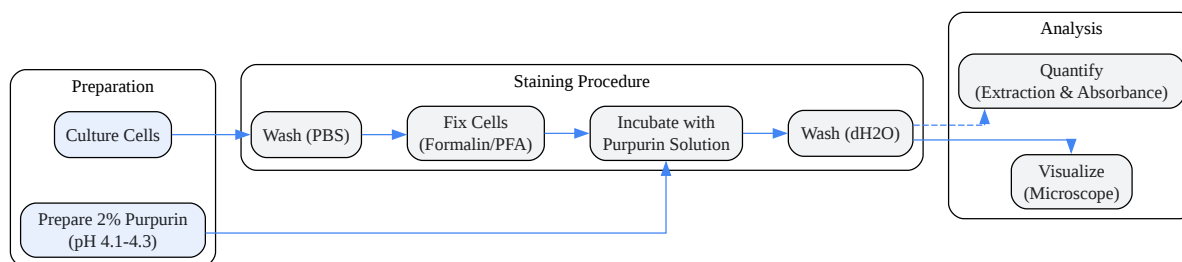 Preparation
Culture Cells
Prepare 2% Purpurin
(pH 4.1-4.3)
Staining Procedure
Wash (PBS)
Fix Cells
(Formalin/PFA)
Incubate with
Purpurin Solution
Wash (dH2O)
Analysis
Quantify
(Extraction & Absorbance)
Visualize
(Microscope)